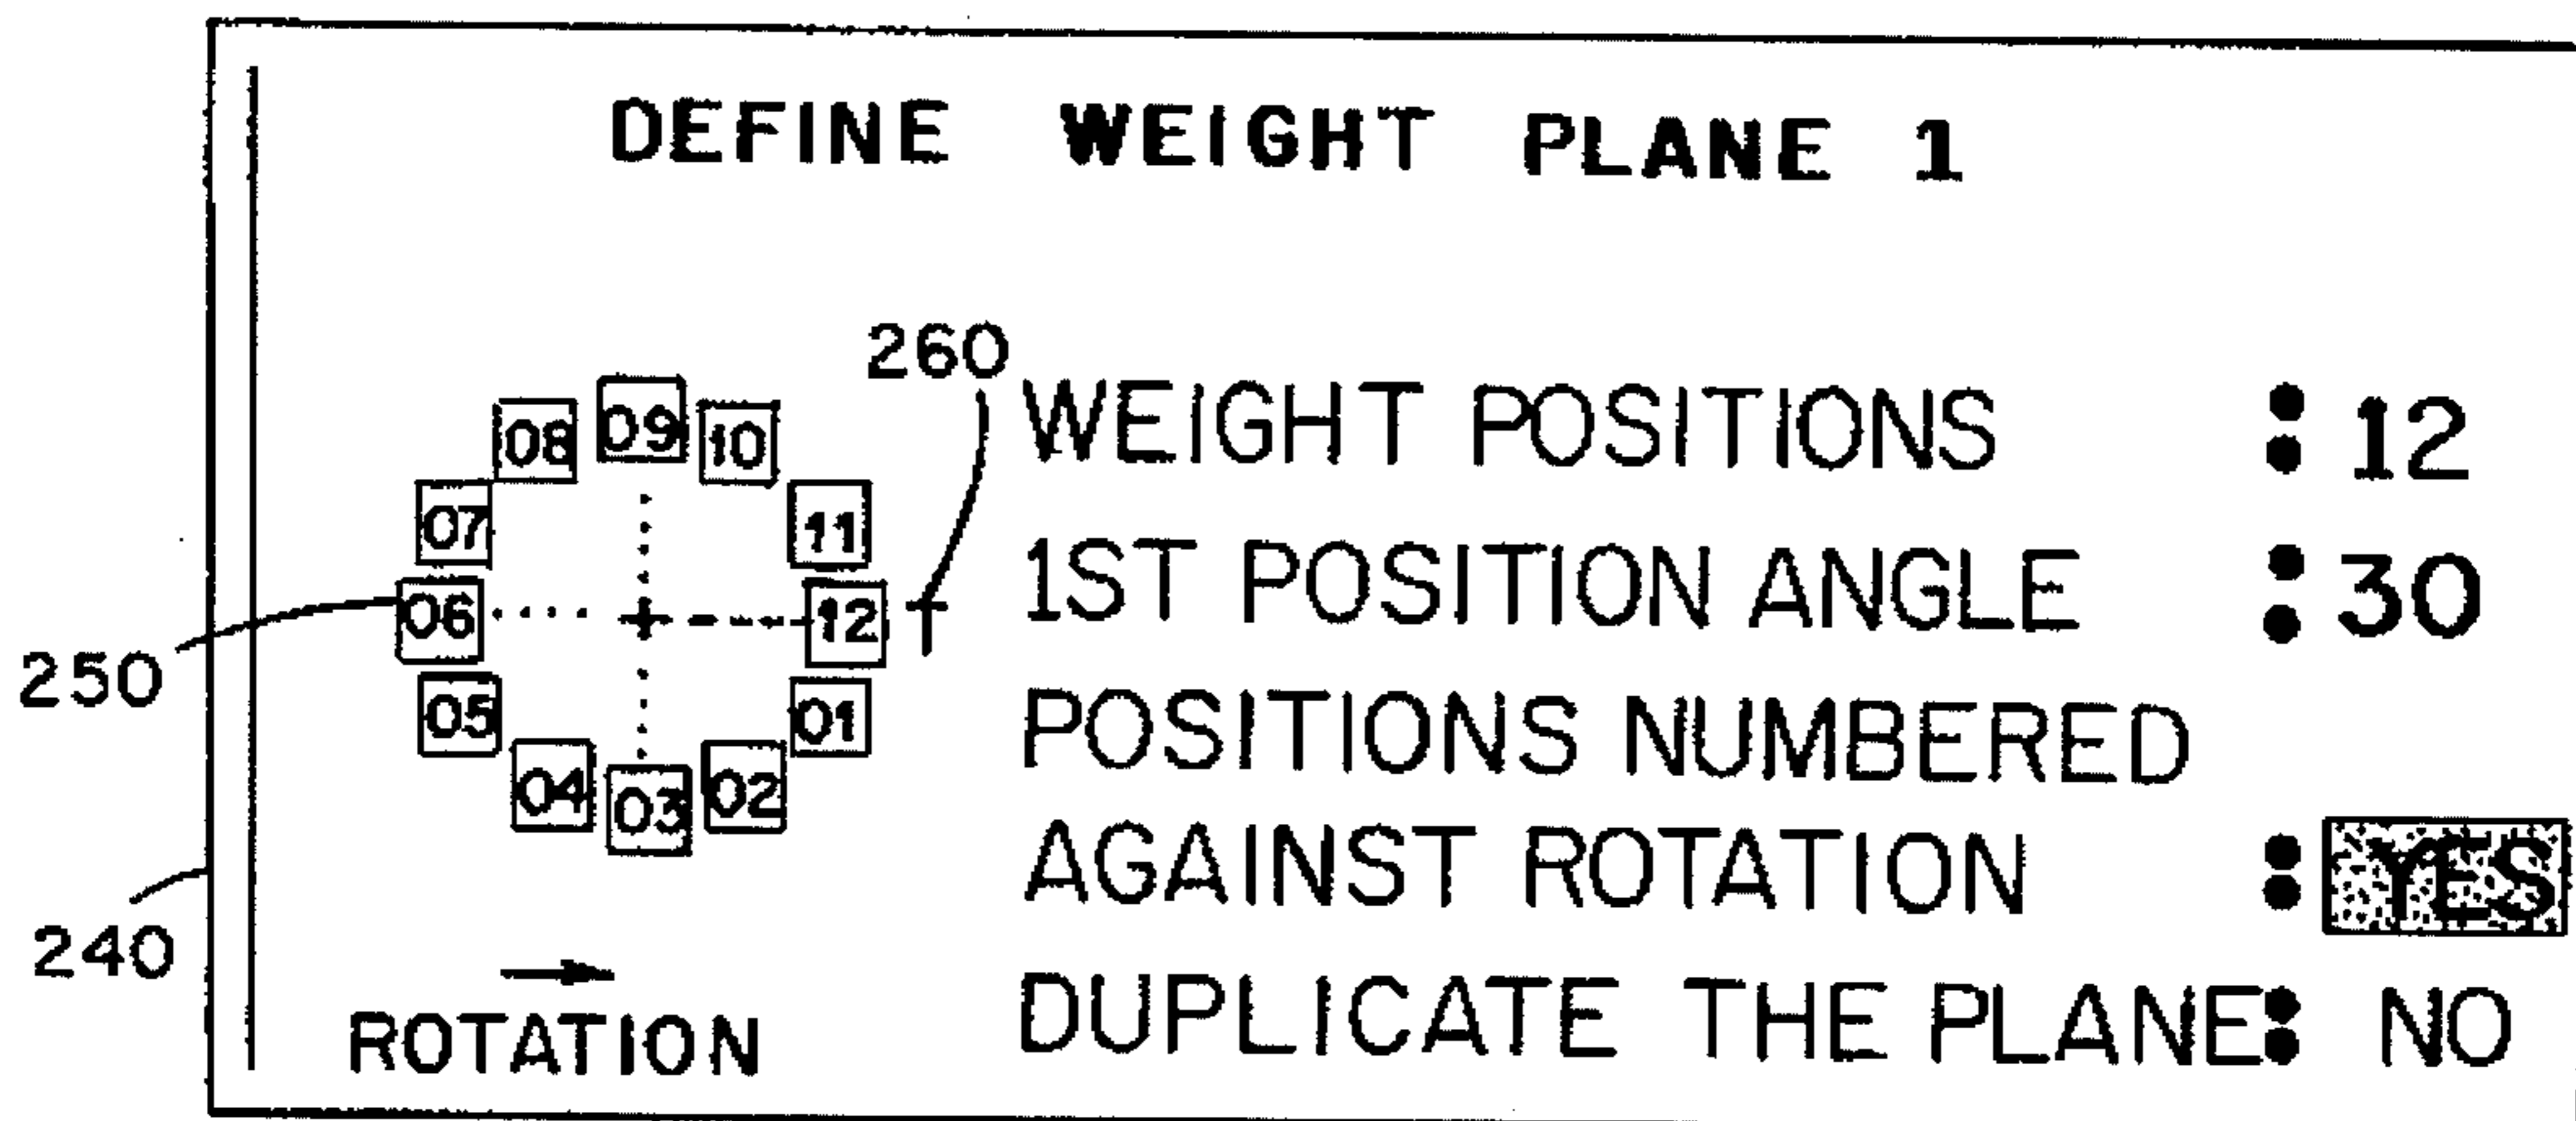 DEFINE WEIGHT PLANE 1
260
WEIGHT POSITIONS : 12
1ST POSITION ANGLE : 30
POSITIONS NUMBERED
AGAINST ROTATION : YES
DUPLICATE THE PLANE: NO
09
08 10
07 11
06 12
05 01
04 02
03
250
240
ROTATION